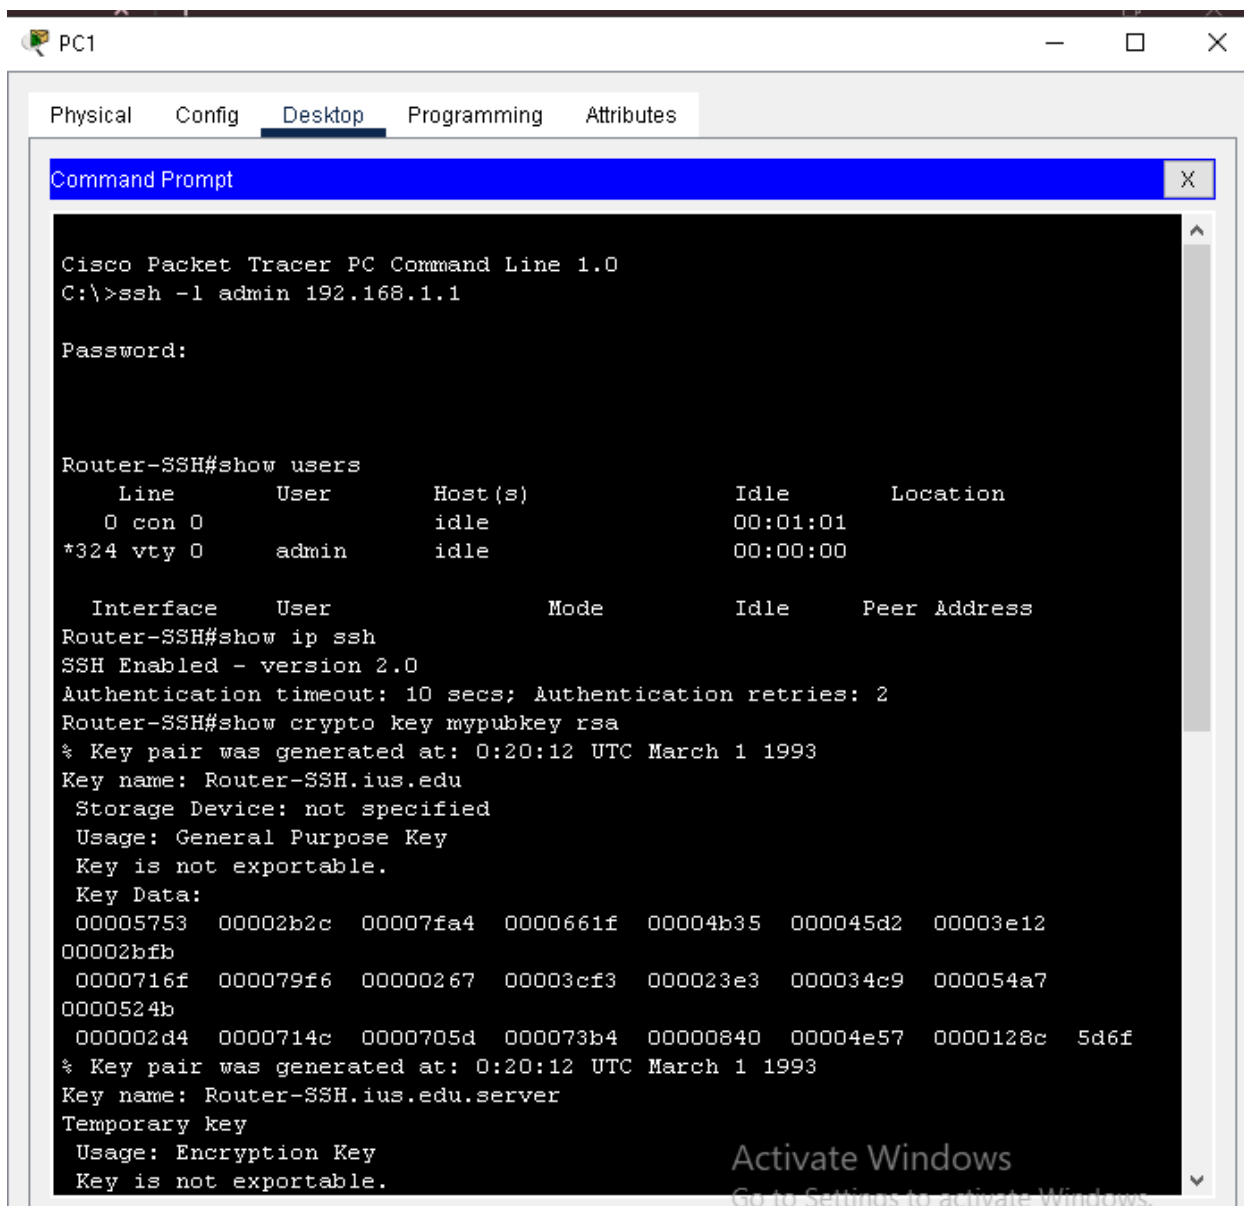 PC1
Physical Config Desktop Programming Attributes
Command Prompt X
Cisco Packet Tracer PC Command Line 1.0
C:\>ssh -l admin 192.168.1.1
Password:
Router-SSH#show users
Line User Host(s) Idle Location
0 con 0 idle 00:01:01
*324 vty 0 admin idle 00:00:00
Interface User Mode Idle Peer Address
Router-SSH#show ip ssh
SSH Enabled - version 2.0
Authentication timeout: 10 secs; Authentication retries: 2
Router-SSH#show crypto key mypubkey rsa
% Key pair was generated at: 0:20:12 UTC March 1 1993
Key name: Router-SSH.ius.edu
Storage Device: not specified
Usage: General Purpose Key
Key is not exportable.
Key Data:
00005753 00002b2c 00007fa4 0000661f 00004b35 000045d2 00003e12
00002bfb
0000716f 000079f6 00000267 00003cf3 000023e3 000034c9 000054a7
0000524b
000002d4 0000714c 0000705d 000073b4 00000840 00004e57 0000128c 5d6f
% Key pair was generated at: 0:20:12 UTC March 1 1993
Key name: Router-SSH.ius.edu.server
Temporary key
Usage: Encryption Key
Key is not exportable.
Activate Windows
Go to Settings to activate Windows.